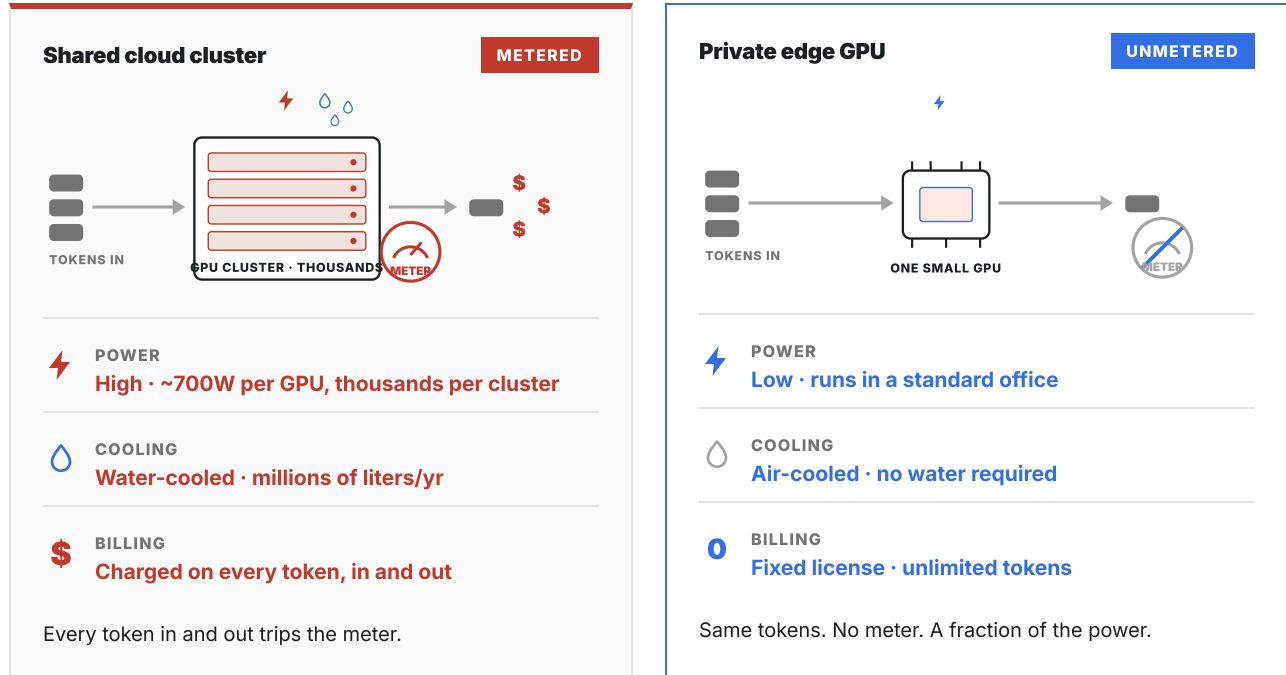 Shared cloud cluster
METERED
$
$
$
TOKENS IN
GPU CLUSTER · THOUSANDS
METER
POWER
High · ~700W per GPU, thousands per cluster
COOLING
Water-cooled · millions of liters/yr
$
BILLING
Charged on every token, in and out
Every token in and out trips the meter.
Private edge GPU
UNMETERED
TOKENS IN
ONE SMALL GPU
METER
POWER
Low · runs in a standard office
COOLING
Air-cooled · no water required
0
BILLING
Fixed license · unlimited tokens
Same tokens. No meter. A fraction of the power.